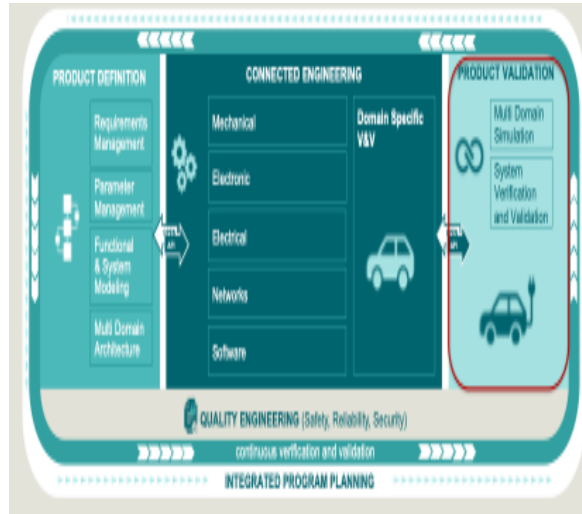 PRODUCT DEFINITION
Requirements
Management
Parameter
Management
Functional
& System
Modeling
Multi Domain
Architecture
CONNECTED ENGINEERING
Mechanical
Electronic
Electrical
Networks
Software
Domain Specific
V&V
PRODUCT VALIDATION
Multi Domain
Simulation
System
Verification
and Validation
API
API
QUALITY ENGINEERING (Safety, Reliability, Security)
continuous verification and validation
INTEGRATED PROGRAM PLANNING